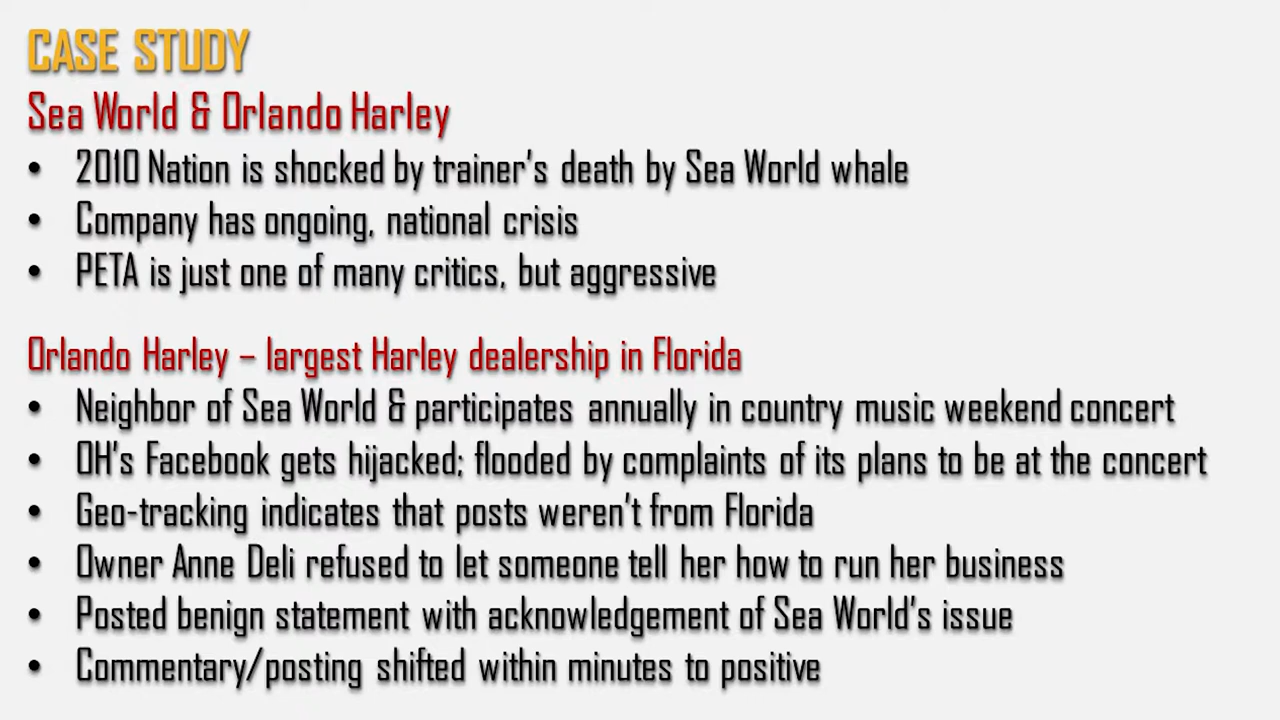 CASE STUDY
Sea World & Orlando Harley
• 2010 Nation is shocked by trainer's death by Sea World whale
• Company has ongoing, national crisis
• PETA is just one of many critics, but aggressive
Orlando Harley – largest Harley dealership in Florida
• Neighbor of Sea World & participates annually in country music weekend concert
• OH's Facebook gets hijacked; flooded by complaints of its plans to be at the concert
• Geo-tracking indicates that posts weren't from Florida
• Owner Anne Deli refused to let someone tell her how to run her business
• Posted benign statement with acknowledgement of Sea World's issue
• Commentary/posting shifted within minutes to positive